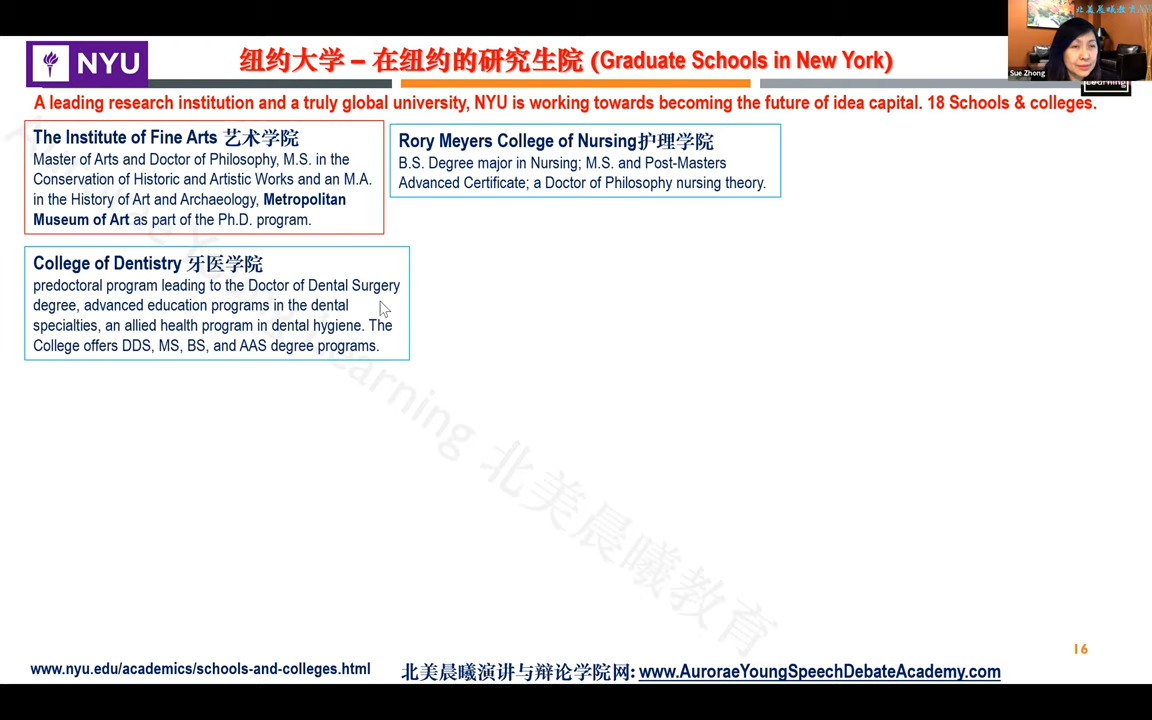 NYU
纽约大学 – 在纽约的研究生院 (Graduate Schools in New York)
北美晨曦教育
Sue Zhong
Learning
A leading research institution and a truly global university, NYU is working towards becoming the future of idea capital. 18 Schools & colleges.
The Institute of Fine Arts 艺术学院
Master of Arts and Doctor of Philosophy, M.S. in the
Conservation of Historic and Artistic Works and an M.A.
in the History of Art and Archaeology, Metropolitan
Museum of Art as part of the Ph.D. program.
Rory Meyers College of Nursing护理学院
B.S. Degree major in Nursing; M.S. and Post-Masters
Advanced Certificate; a Doctor of Philosophy nursing theory.
College of Dentistry 牙医学院
predoctoral program leading to the Doctor of Dental Surgery
degree, advanced education programs in the dental
specialties, an allied health program in dental hygiene. The
College offers DDS, MS, BS, and AAS degree programs.
Learning 北美晨曦教育
16
www.nyu.edu/academics/schools-and-colleges.html
北美晨曦演讲与辩论学院网: www.AuroraeYoungSpeechDebateAcademy.com